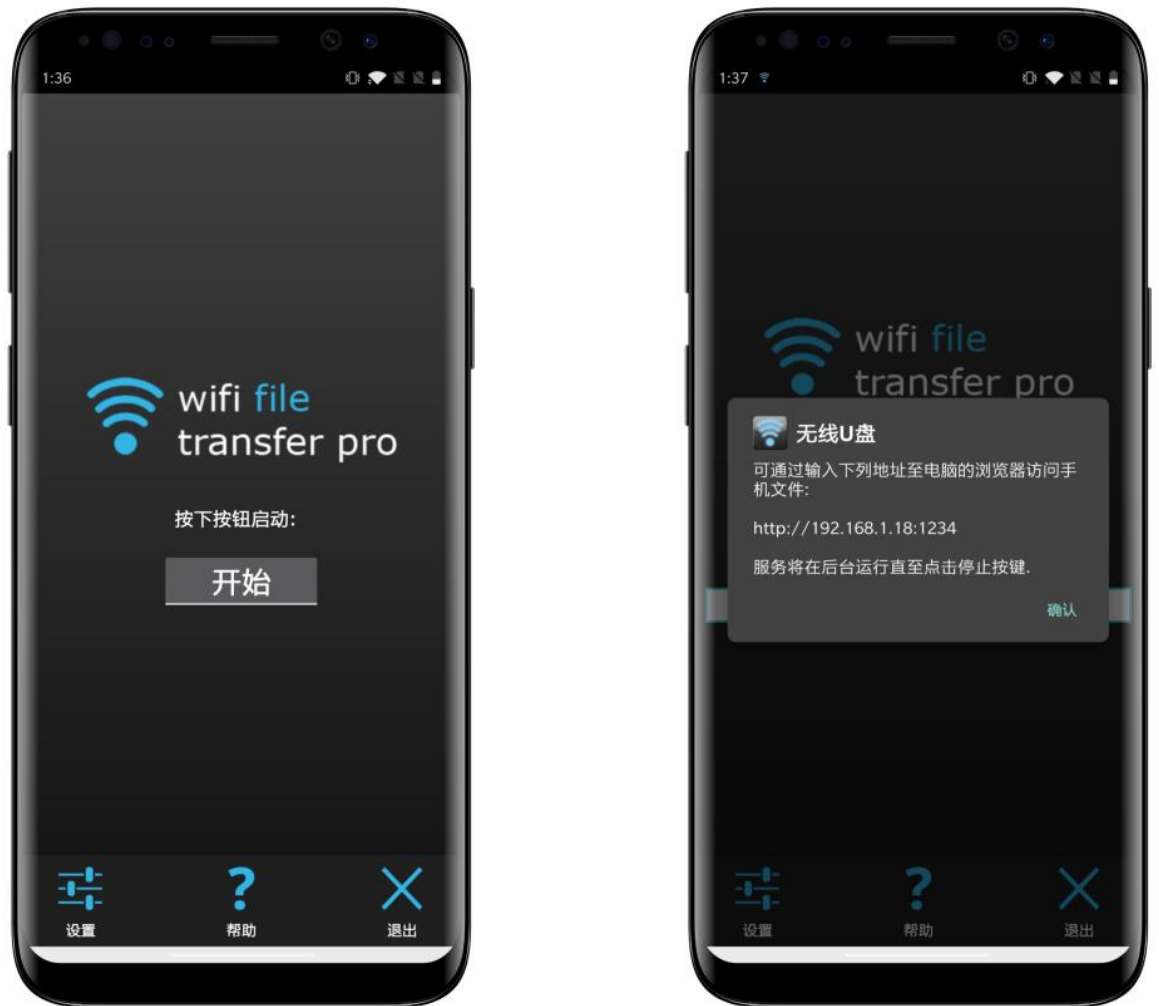 1:36
wifi file
transfer pro
按下按钮启动:
开始
设置
帮助
退出
1:37
wifi file
transfer pro
无线U盘
可通过输入下列地址至电脑的浏览器访问手
机文件:
http://192.168.1.18:1234
服务将在后台运行直至点击停止按键.
确认
设置
帮助
退出